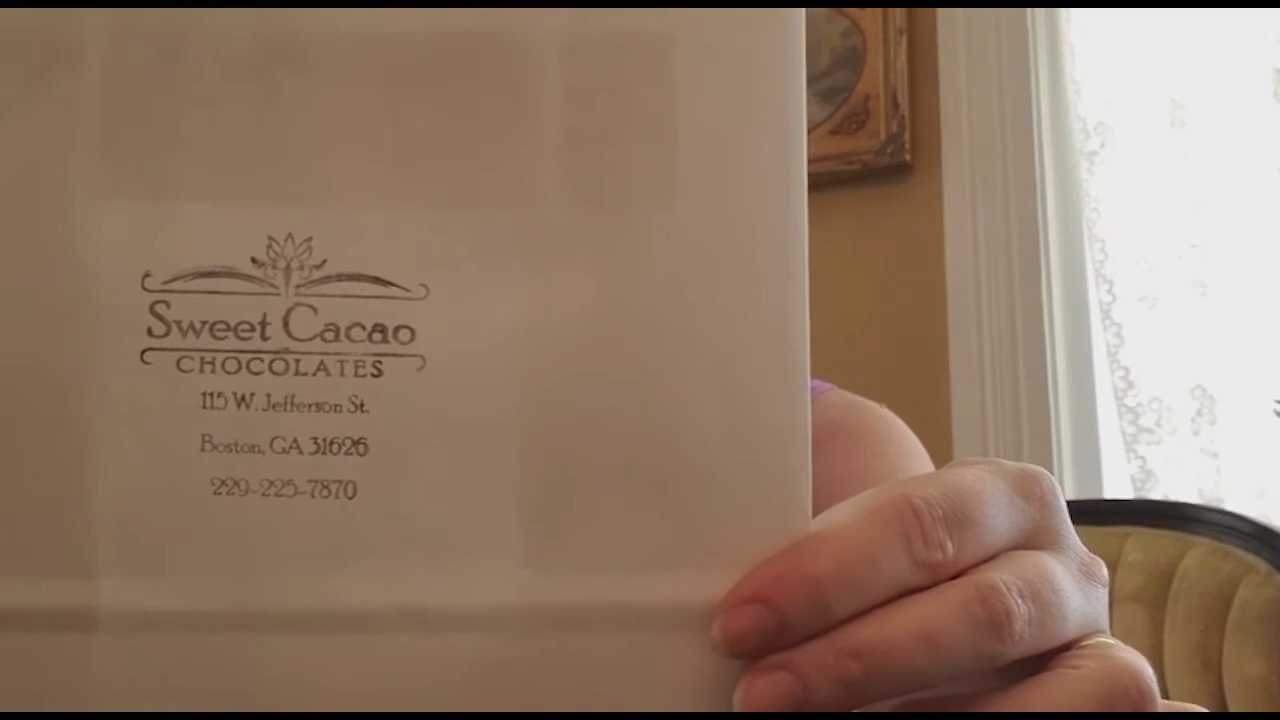 Sweet Cacao
CHOCOLATES
115 W. Jefferson St.
Boston, GA 31626
229-225-7870